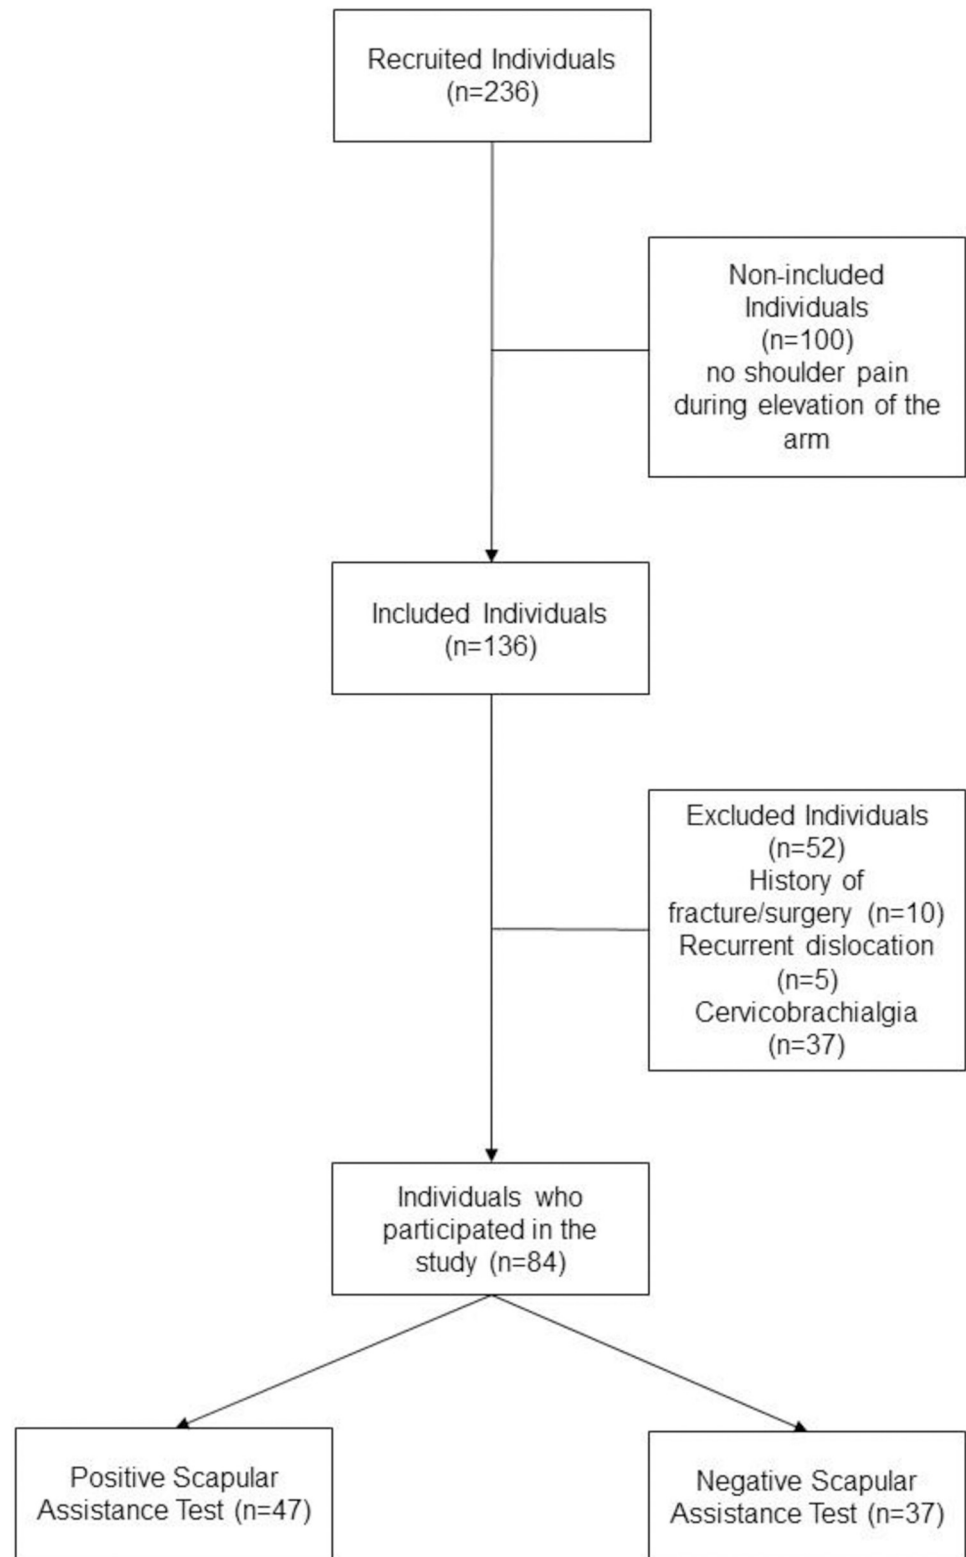 Recruited Individuals
(n=236)
Non-included
Individuals
(n=100)
no shoulder pain
during elevation of the
arm
Included Individuals
(n=136)
Excluded Individuals
(n=52)
History of
fracture/surgery (n=10)
Recurrent dislocation
(n=5)
Cervicobrachialgia
(n=37)
Individuals who
participated in the
study (n=84)
Positive Scapular
Assistance Test (n=47)
Negative Scapular
Assistance Test (n=37)